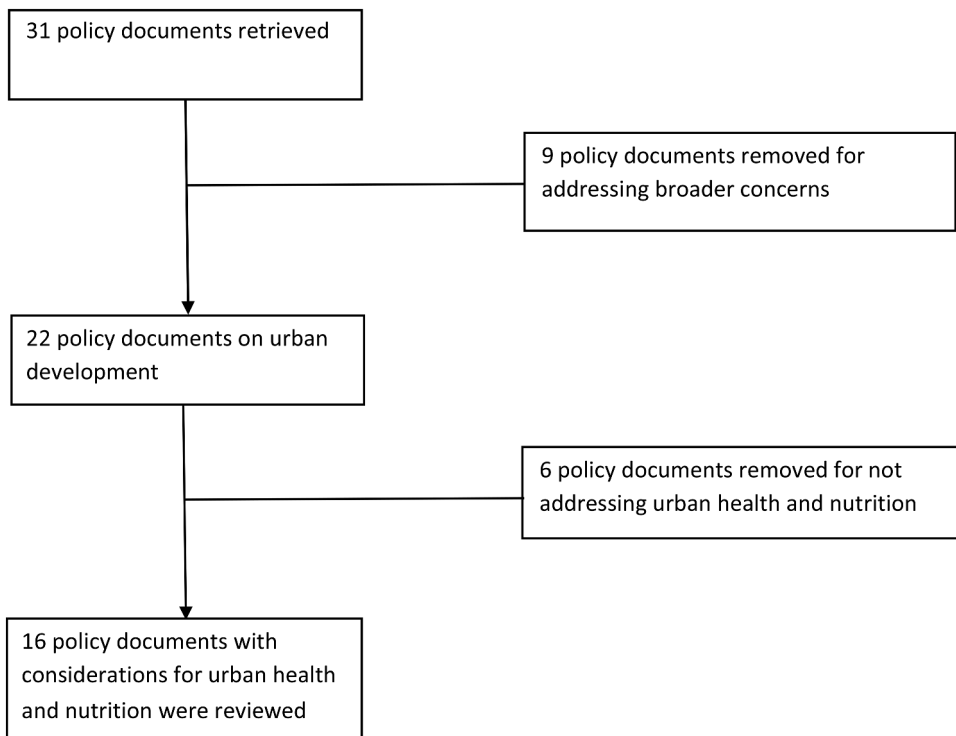 31 policy documents retrieved
9 policy documents removed for
addressing broader concerns
22 policy documents on urban
development
6 policy documents removed for not
addressing urban health and nutrition
16 policy documents with
considerations for urban health
and nutrition were reviewed